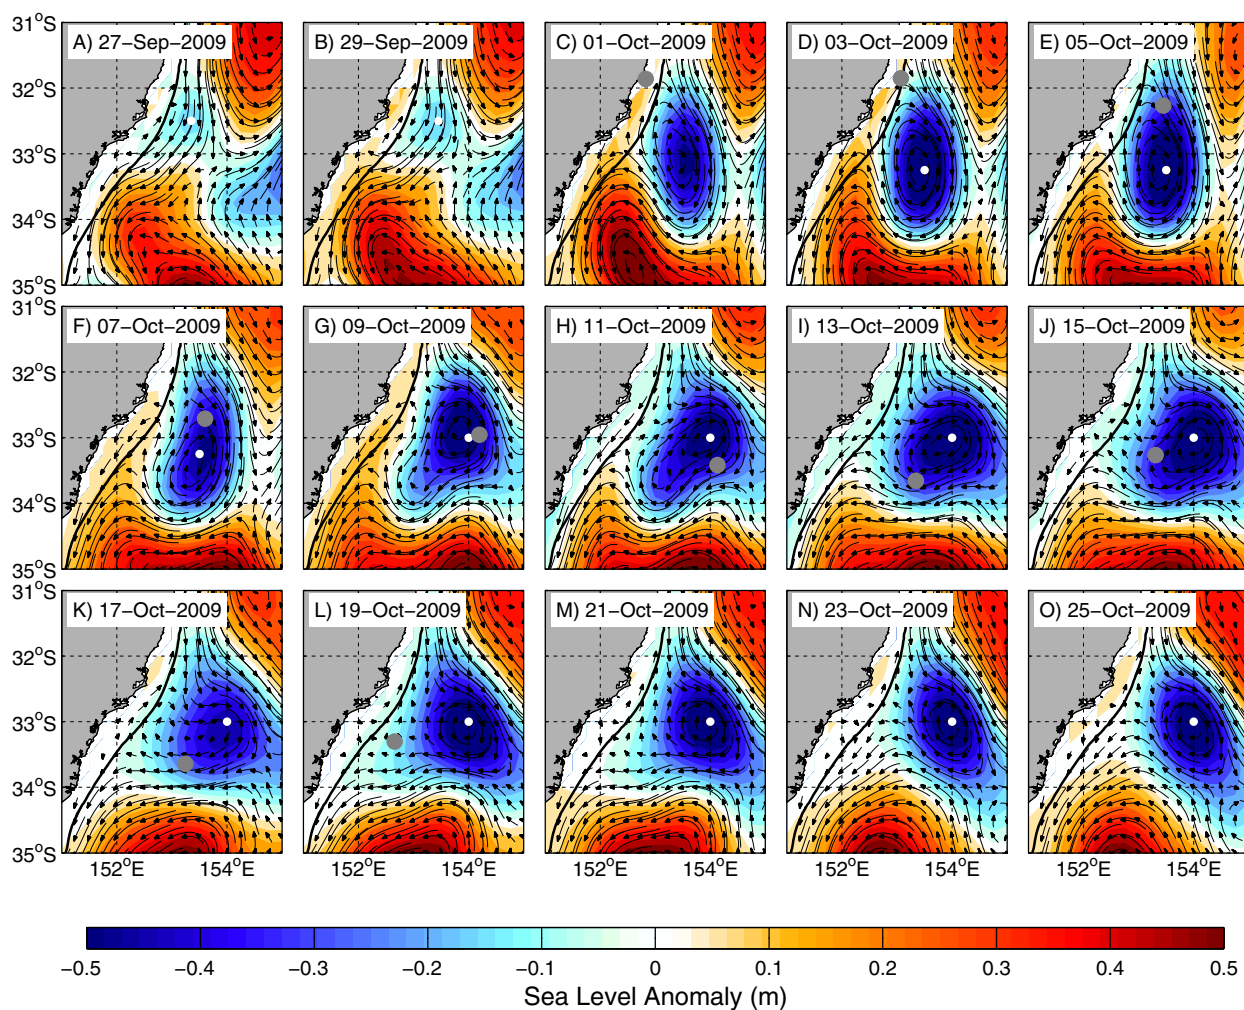 A) 27−Sep−2009
B) 29−Sep−2009
C) 01−Oct−2009
D) 03−Oct−2009
E) 05−Oct−2009
31°S
32°S
33°S
34°S
35°S
F) 07−Oct−2009
G) 09−Oct−2009
H) 11−Oct−2009
I) 13−Oct−2009
J) 15−Oct−2009
31°S
32°S
33°S
34°S
35°S
K) 17−Oct−2009
L) 19−Oct−2009
M) 21−Oct−2009
N) 23−Oct−2009
O) 25−Oct−2009
31°S
32°S
33°S
34°S
35°S
152°E 154°E 152°E 154°E 152°E 154°E 152°E 154°E 152°E 154°E
−0.5 −0.4 −0.3 −0.2 −0.1 0 0.1 0.2 0.3 0.4 0.5
Sea Level Anomaly (m)